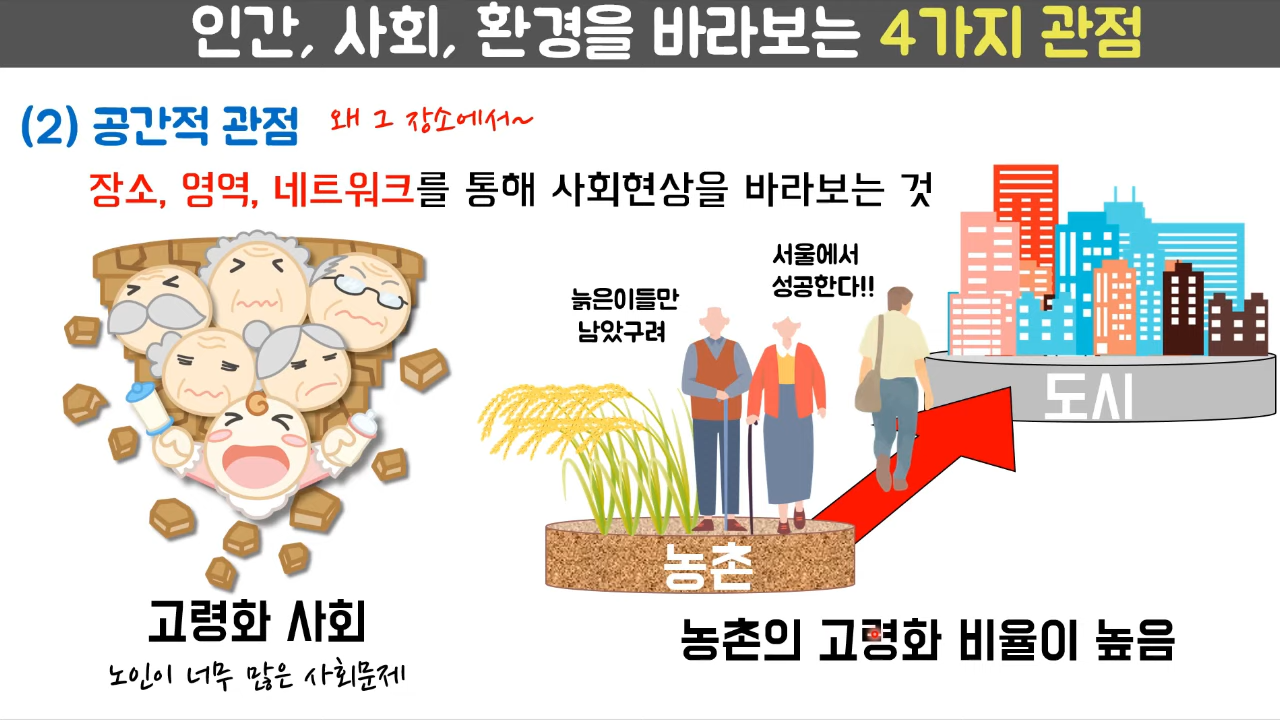 인간, 사회, 환경을 바라보는 4가지 관점
(2) 공간적 관점 왜 그 장소에서~
장소, 영역, 네트워크를 통해 사회현상을 바라보는 것
서울에서
성공한다!!
늙은이들만
남았구려
도시
농촌
고령화 사회
노인이 너무 많은 사회문제
농촌의 고령화 비율이 높음